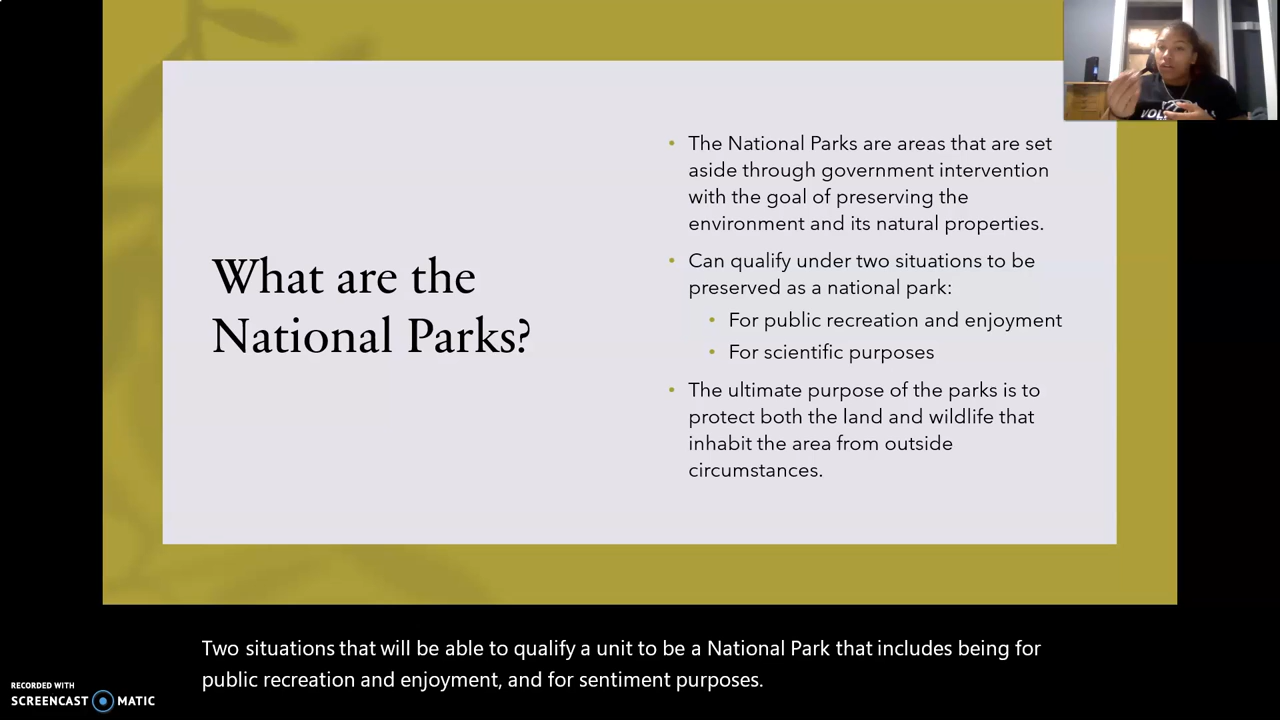 What are the
National Parks?
• The National Parks are areas that are set
aside through government intervention
with the goal of preserving the
environment and its natural properties.
• Can qualify under two situations to be
preserved as a national park:
• For public recreation and enjoyment
• For scientific purposes
• The ultimate purpose of the parks is to
protect both the land and wildlife that
inhabit the area from outside
circumstances.
Two situations that will be able to qualify a unit to be a National Park that includes being for
public recreation and enjoyment, and for sentiment purposes.
RECORDED WITH
SCREENCAST MATIC